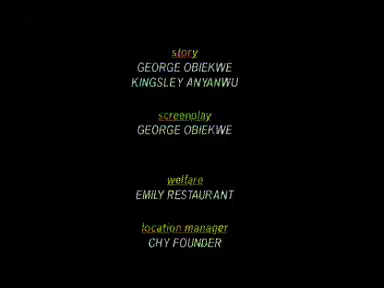 story
GEORGE OBIEKWE
KINGSLEY ANYANWU
screenplay
GEORGE OBIEKWE
welfare
EMILY RESTAURANT
location manager
CHY FOUNDER